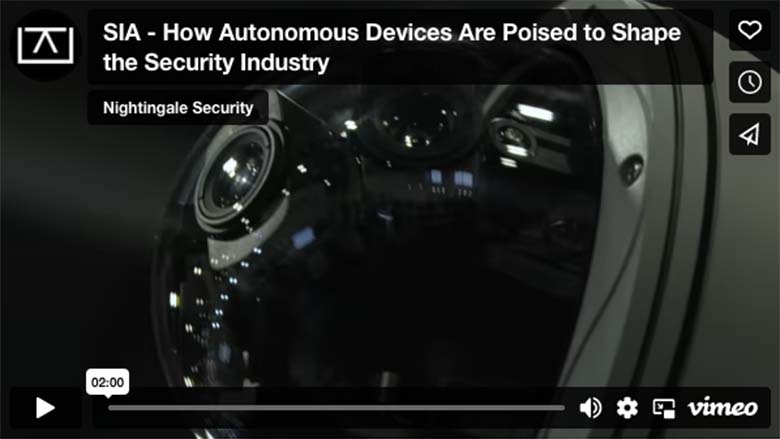 SIA - How Autonomous Devices Are Poised to Shape
the Security Industry
Nightingale Security
02:00
vimeo